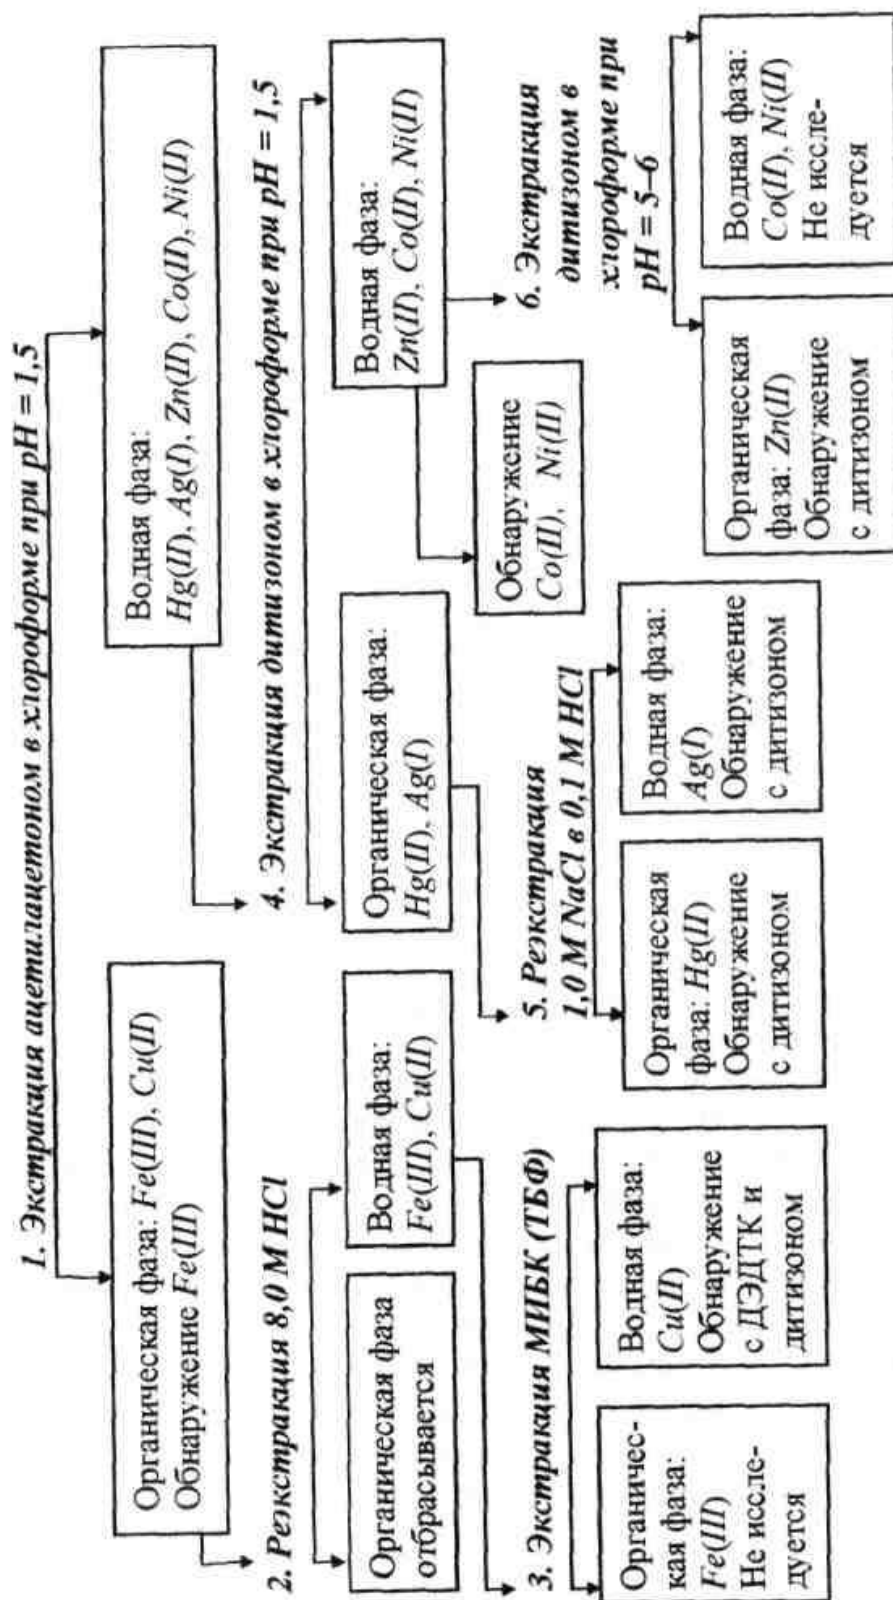 1. Экстракция ацетилацетоном в хлороформе при pH = 1,5
Органическая фаза: Fe(III), Cu(II)
Обнаружение Fe(III)
Водная фаза:
Hg(II), Ag(I), Zn(II), Co(II), Ni(II)
2. Реэкстракция 8,0 М HCl
4. Экстракция дитизоном в хлороформе при pH = 1,5
Органическая фаза
отбрасывается
Водная фаза:
Fe(III), Cu(II)
Органическая фаза:
Hg(II), Ag(I)
Водная фаза:
Zn(II), Co(II), Ni(II)
3. Экстракция МИБК (ТБФ)
5. Реэкстракция
1,0 М NaCl в 0,1 М HCl
Обнаружение
Co(II), Ni(II)
6. Экстракция
дитизоном в
хлороформе при
pH = 5–6
Органичес-
кая фаза:
Fe(III)
Не иссле-
дуется
Водная фаза:
Cu(II)
Обнаружение
с ДЭДТК и
дитизоном
Органическая
фаза: Hg(II)
Обнаружение
с дитизоном
Водная фаза:
Ag(I)
Обнаружение
с дитизоном
Органическая
фаза: Zn(II)
Обнаружение
с дитизоном
Водная фаза:
Co(II), Ni(II)
Не иссле-
дуется